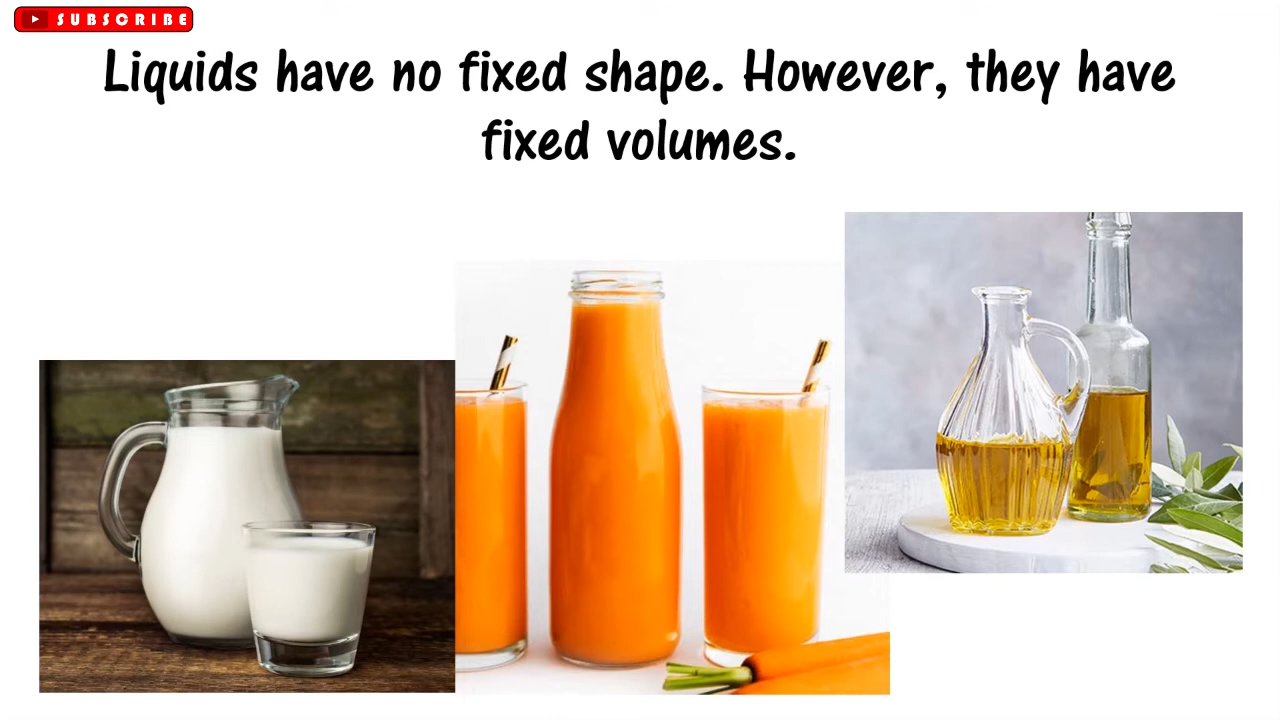 SUBSCRIBE
Liquids have no fixed shape. However, they have
fixed volumes.